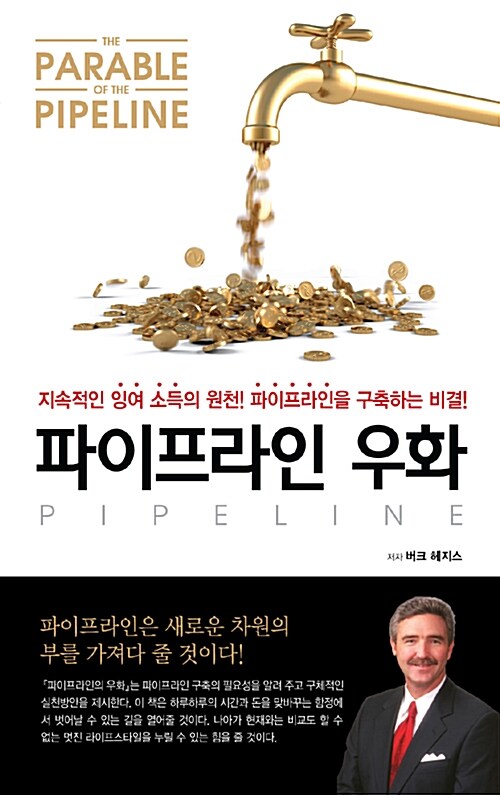 THE
PARABLE
OF THE
PIPELINE
지속적인 잉여 소득의 원천! 파이프라인을 구축하는 비결!
파이프라인 우화
PIPELINE
저자 버크 헤지스
파이프라인은 새로운 차원의
부를 가져다 줄 것이다!
『파이프라인의 우화』는 파이프라인 구축의 필요성을 알려 주고 구체적인
실천방안을 제시한다. 이 책은 하루하루의 시간과 돈을 맞바꾸는 함정에
서 벗어날 수 있는 길을 열어줄 것이다. 나아가 현재와는 비교도 할 수
없는 멋진 라이프스타일을 누릴 수 있는 힘을 줄 것이다.